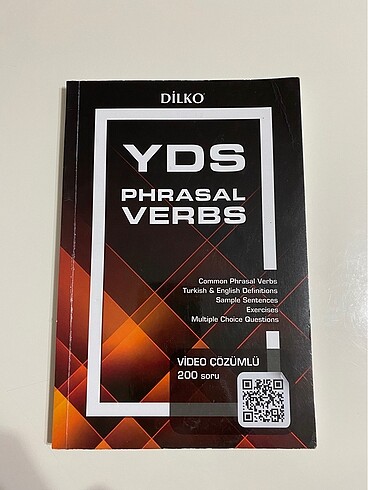 DİLKO
YDS
PHRASAL
VERBS
Common Phrasal Verbs
Turkish & English Definitions
Sample Sentences
Exercises
Multiple Choice Questions
VİDEO ÇÖZÜMLÜ
200 soru